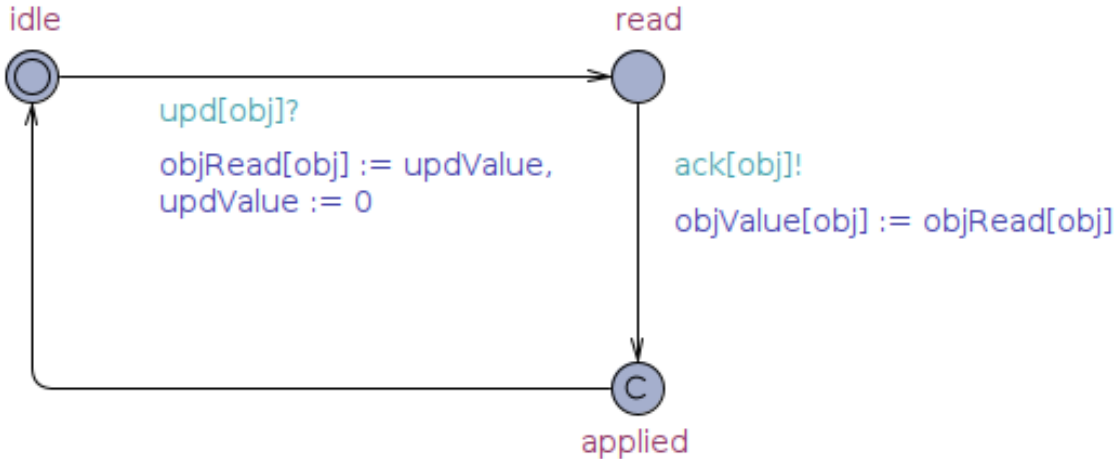 idle
read
upd[obj]?
objRead[obj] := updValue,
updValue := 0
ack[obj]!
objValue[obj] := objRead[obj]
C
applied